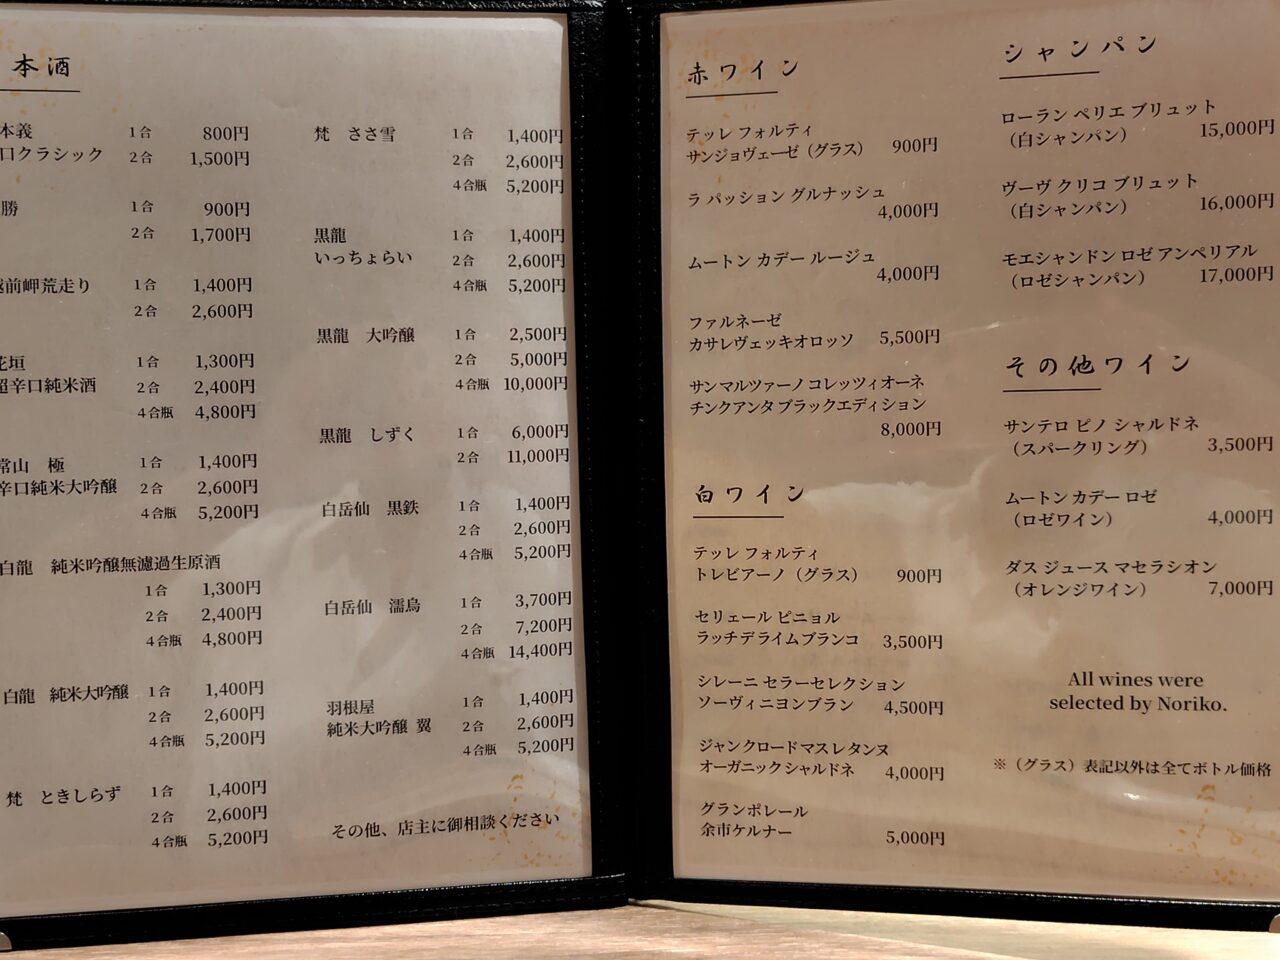 本酒
本義 1合 800円
口クラシック 2合 1,500円
勝 1合 900円
2合 1,700円
越前岬荒走り 1合 1,400円
2合 2,600円
花垣 1合 1,300円
超辛口純米酒 2合 2,400円
4合瓶 4,800円
常山 極 1合 1,400円
辛口純米大吟醸 2合 2,600円
4合瓶 5,200円
白龍 純米吟醸無濾過生原酒
1合 1,300円
2合 2,400円
4合瓶 4,800円
白龍 純米大吟醸 1合 1,400円
2合 2,600円
4合瓶 5,200円
梵 ときしらず 1合 1,400円
2合 2,600円
4合瓶 5,200円
梵 ささ雪 1合 1,400円
2合 2,600円
4合瓶 5,200円
黒龍 1合 1,400円
いっちょらい 2合 2,600円
4合瓶 5,200円
黒龍 大吟醸 1合 2,500円
2合 5,000円
4合瓶 10,000円
黒龍 しずく 1合 6,000円
2合 11,000円
白岳仙 黒鉄 1合 1,400円
2合 2,600円
4合瓶 5,200円
白岳仙 濡烏 1合 3,700円
2合 7,200円
4合瓶 14,400円
羽根屋 1合 1,400円
純米大吟醸 翼 2合 2,600円
4合瓶 5,200円
その他、店主に御相談ください
赤ワイン
テッレ フォルティ
サンジョヴェーゼ（グラス） 900円
ラ パッション グルナッシュ
4,000円
ムートン カデー ルージュ
4,000円
ファルネーゼ
カサレヴェッキオロッソ 5,500円
サンマルツァーノ コレッツィオーネ
チンクアンタ ブラックエディション
8,000円
白ワイン
テッレ フォルティ
トレビアーノ（グラス） 900円
セリェール ピニョル
ラッチデライムブランコ 3,500円
シレーニ セラーセレクション
ソーヴィニヨンブラン 4,500円
ジャンクロードマスレタンヌ
オーガニックシャルドネ 4,000円
グランポレール
余市ケルナー 5,000円
シャンパン
ローラン ペリエ ブリュット
（白シャンパン） 15,000円
ヴーヴ クリコ ブリュット
（白シャンパン） 16,000円
モエシャンドン ロゼ アンペリアル
（ロゼシャンパン） 17,000円
その他ワイン
サンテロ ピノ シャルドネ
（スパークリング） 3,500円
ムートン カデー ロゼ
（ロゼワイン） 4,000円
ダス ジュース マセラシオン
（オレンジワイン） 7,000円
All wines were
selected by Noriko.
※（グラス）表記以外は全てボトル価格